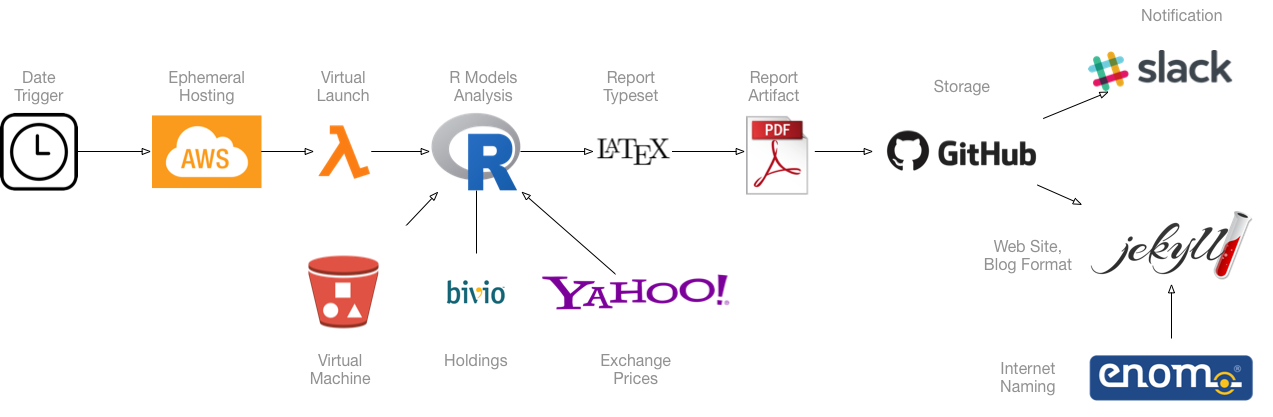 Notification
slack
Date
Trigger
Ephemeral
Hosting
Virtual
Launch
R Models
Analysis
Report
Typeset
Report
Artifact
Storage
AWS
λ
R
LATEX
PDF
GitHub
Web Site,
Blog Format
jekyll
bivio
YAHOO!
Virtual
Machine
Holdings
Exchange
Prices
Internet
Naming
enom®